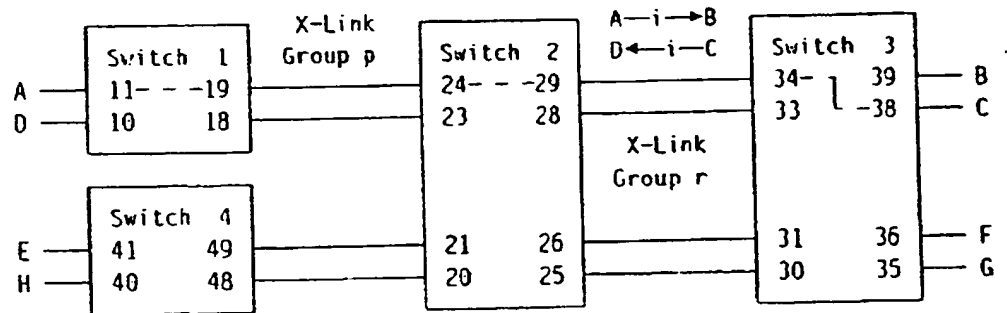 X-Link
Group p
A—i→B
D←i—C
Switch 1
11- - -19
10 18
A
D
Switch 2
24- - -29
23 28
21 26
20 25
Switch 3
34- 39
33 -38
31 36
30 35
B
C
F
G
X-Link
Group r
Switch 4
41 49
40 48
E
H